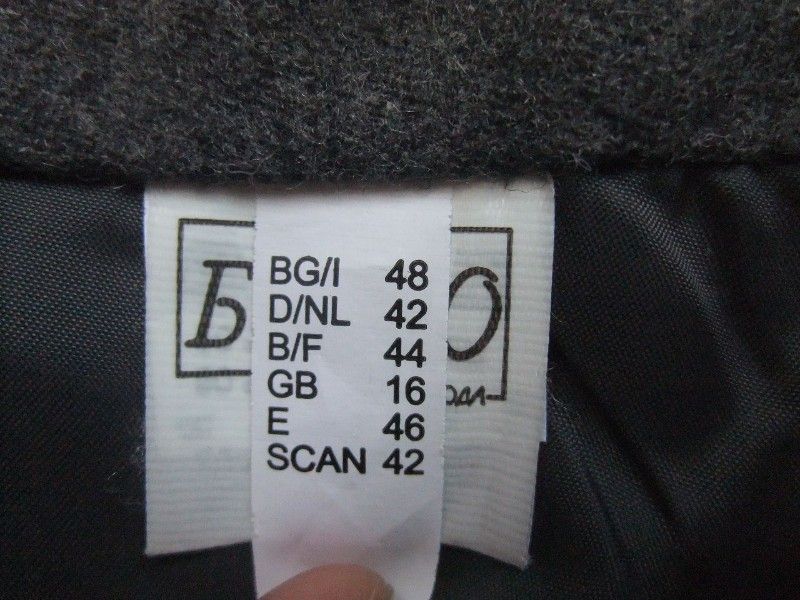 BG/I 48
D/NL 42
B/F 44
GB 16
E 46
SCAN 42